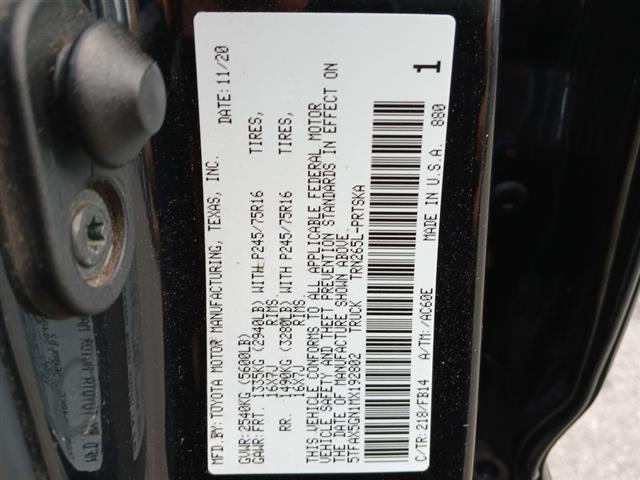 MFD.BY: TOYOTA MOTOR MANUFACTURING, TEXAS, INC. DATE: 11/20
GVWR: 2540KG (5600LB)
GAWR: FRT. 1335KG (2940LB) WITH P245/75R16 TIRES,
16X7J RIMS,
RR. 1490KG (3280LB) WITH P245/75R16 TIRES,
16X7J RIMS.
THIS VEHICLE CONFORMS TO ALL APPLICABLE FEDERAL MOTOR
VEHICLE SAFETY AND THEFT PREVENTION STANDARDS IN EFFECT ON
THE DATE OF MANUFACTURE SHOWN ABOVE.
5TFAX5GN1MX192802 TRUCK TRN265L-PRTSKA
C/TR: 218/FB14 A/TM: /AC60E MADE IN U.S.A. 880 1